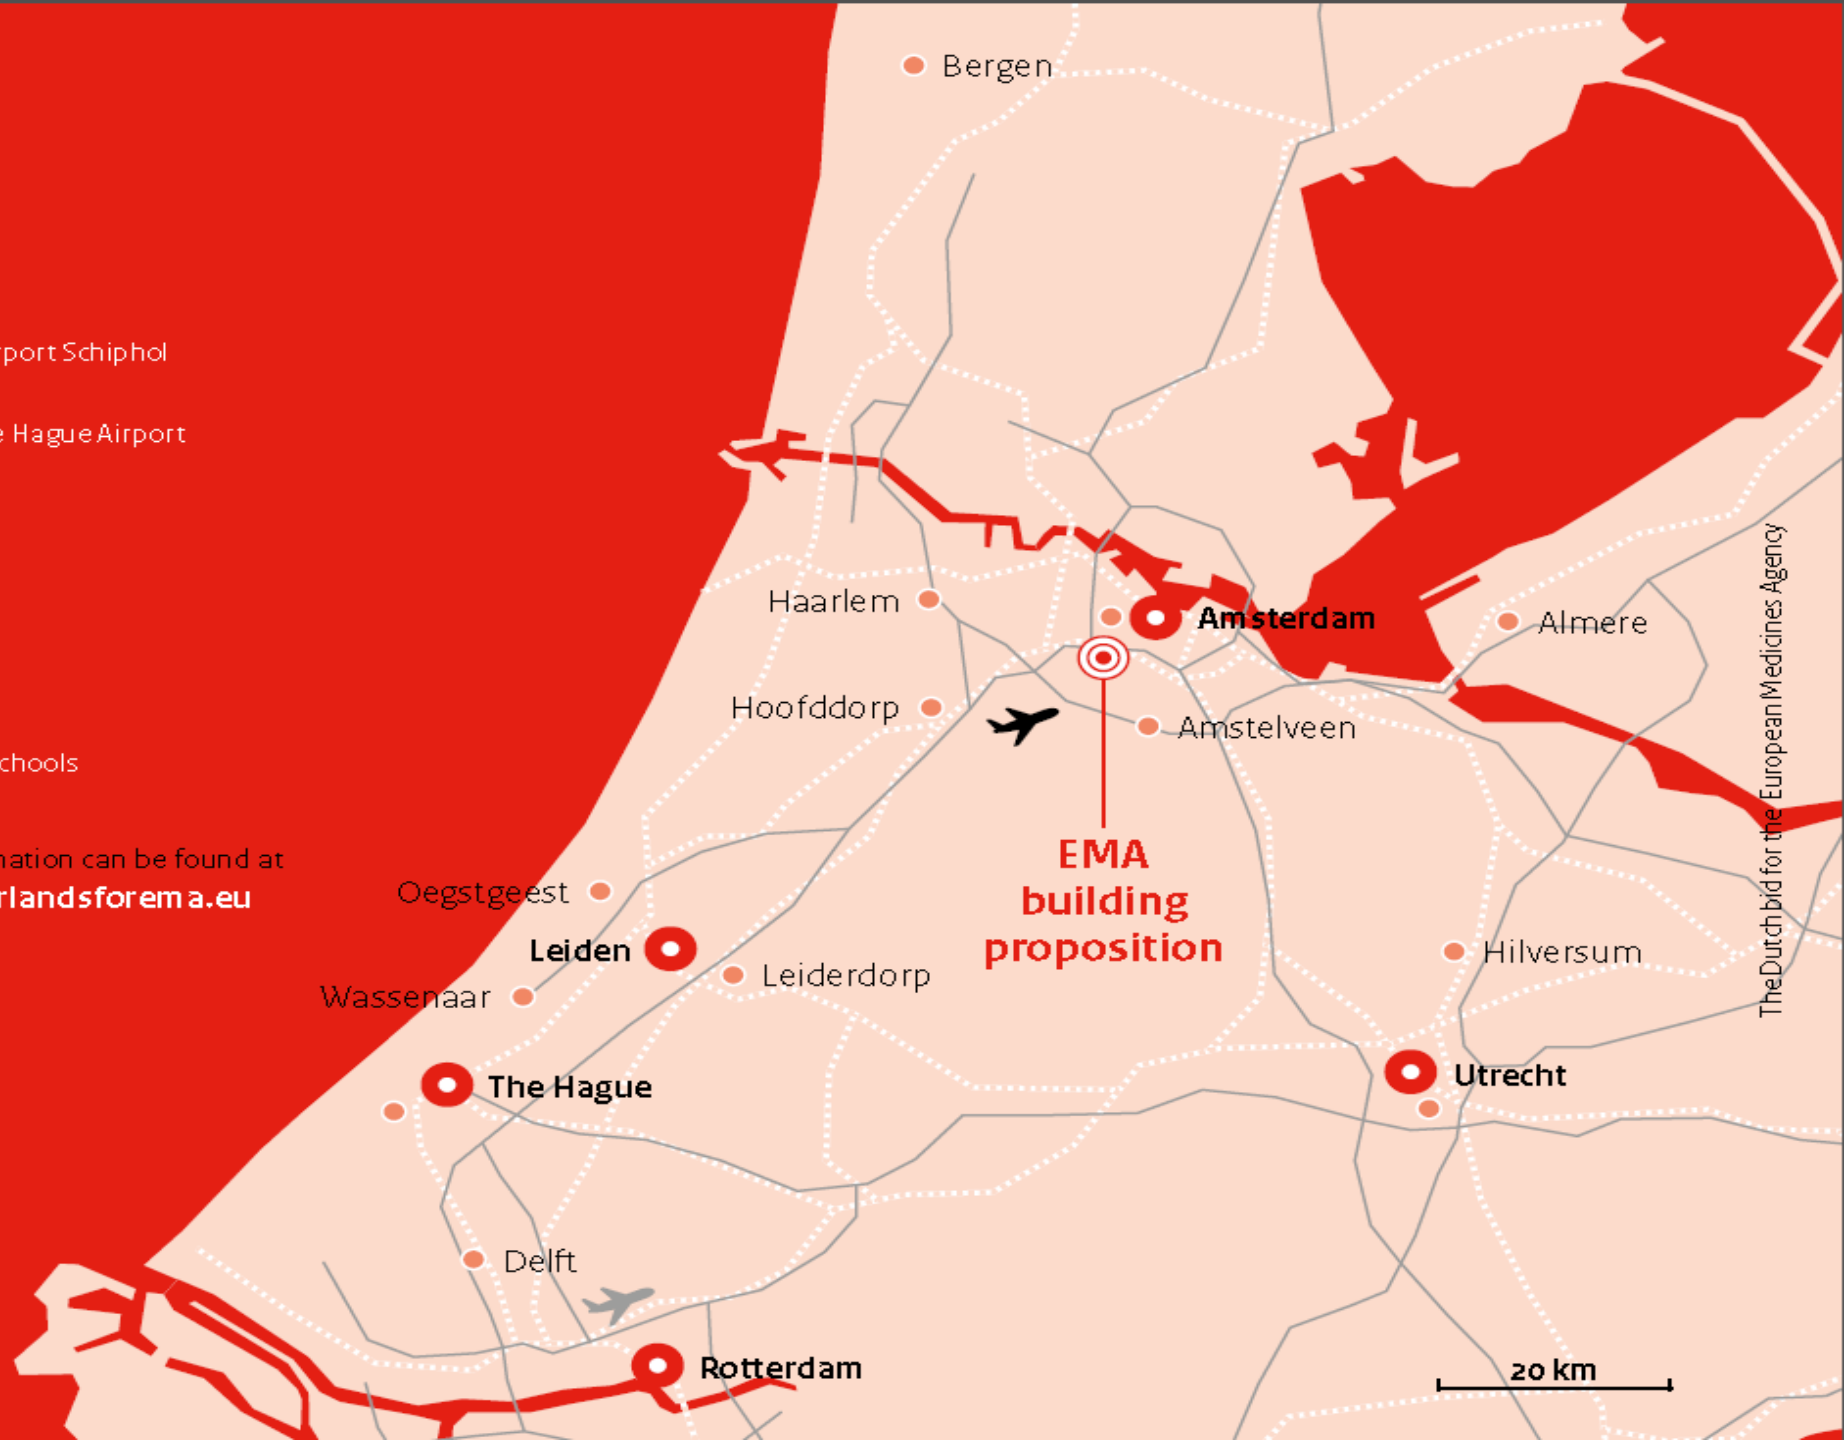 Bergen
rport Schiphol
e Hague Airport
Haarlem
Amsterdam
Almere
Hoofddorp
Amstelveen
chools
nation can be found at
rlandsforema.eu
EMA
building
proposition
Oegstgeest
Leiden
Leiderdorp
Hilversum
Wassenaar
The Hague
Utrecht
Delft
Rotterdam
20 km
The Dutch bid for the European Medicines Agency